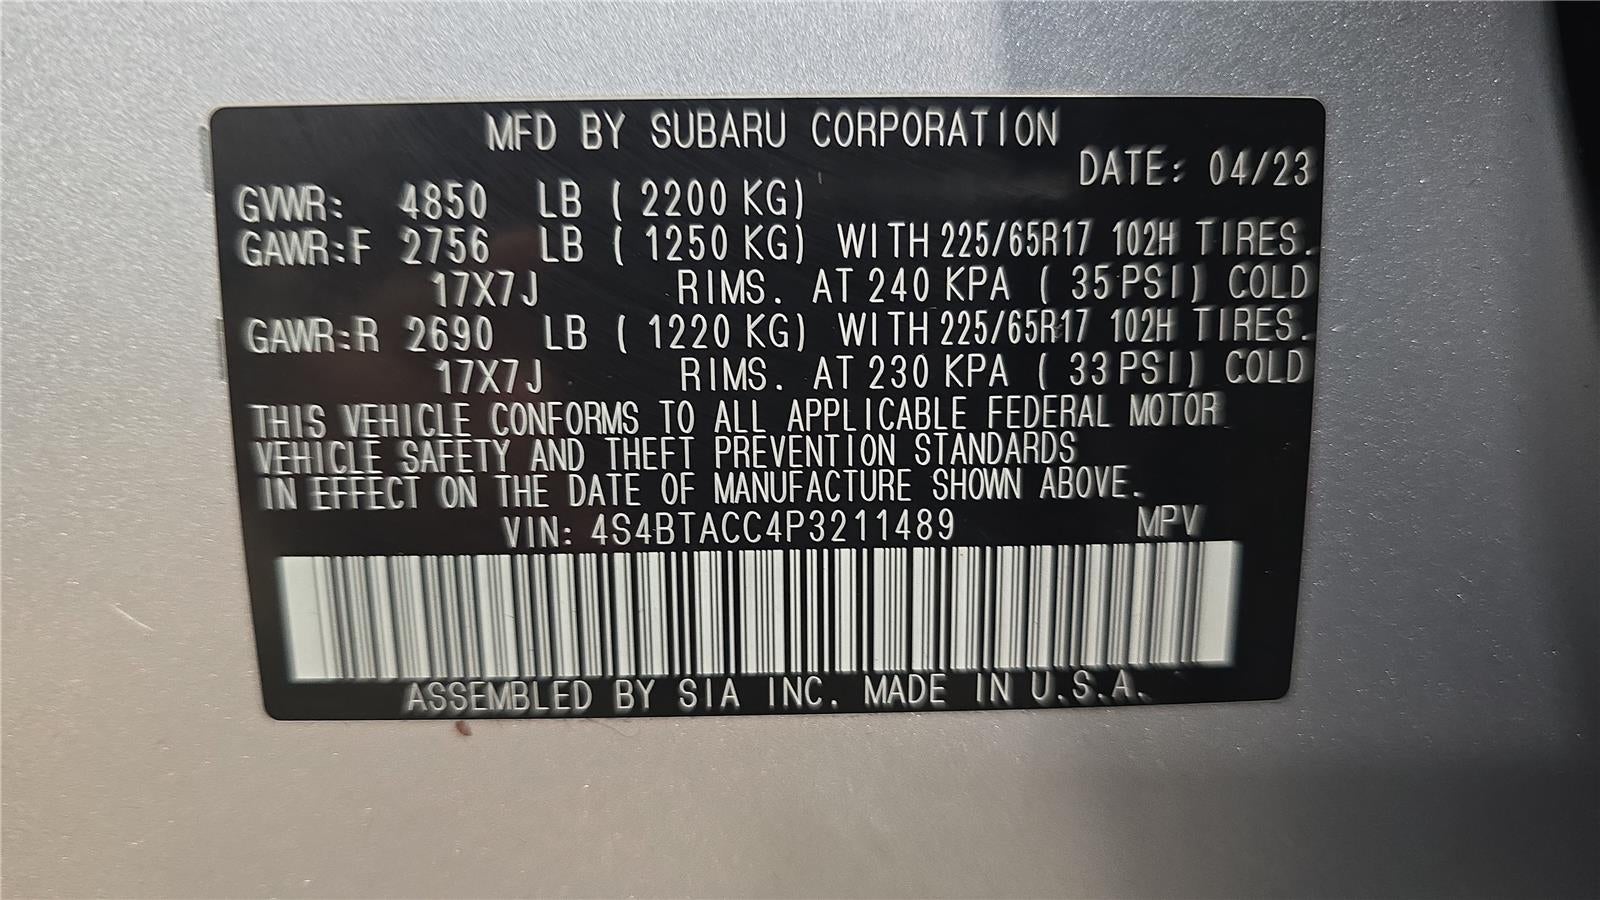 MFD BY SUBARU CORPORATION
DATE: 04/23
GVWR: 4850 LB ( 2200 KG)
GAWR:F 2756 LB ( 1250 KG) WITH 225/65R17 102H TIRES.
17X7J RIMS. AT 240 KPA ( 35 PSI) COLD
GAWR:R 2690 LB ( 1220 KG) WITH 225/65R17 102H TIRES.
17X7J RIMS. AT 230 KPA ( 33 PSI) COLD
THIS VEHICLE CONFORMS TO ALL APPLICABLE FEDERAL MOTOR
VEHICLE SAFETY AND THEFT PREVENTION STANDARDS
IN EFFECT ON THE DATE OF MANUFACTURE SHOWN ABOVE.
VIN: 4S4BTACC4P3211489 MPV
ASSEMBLED BY SIA INC. MADE IN U.S.A.